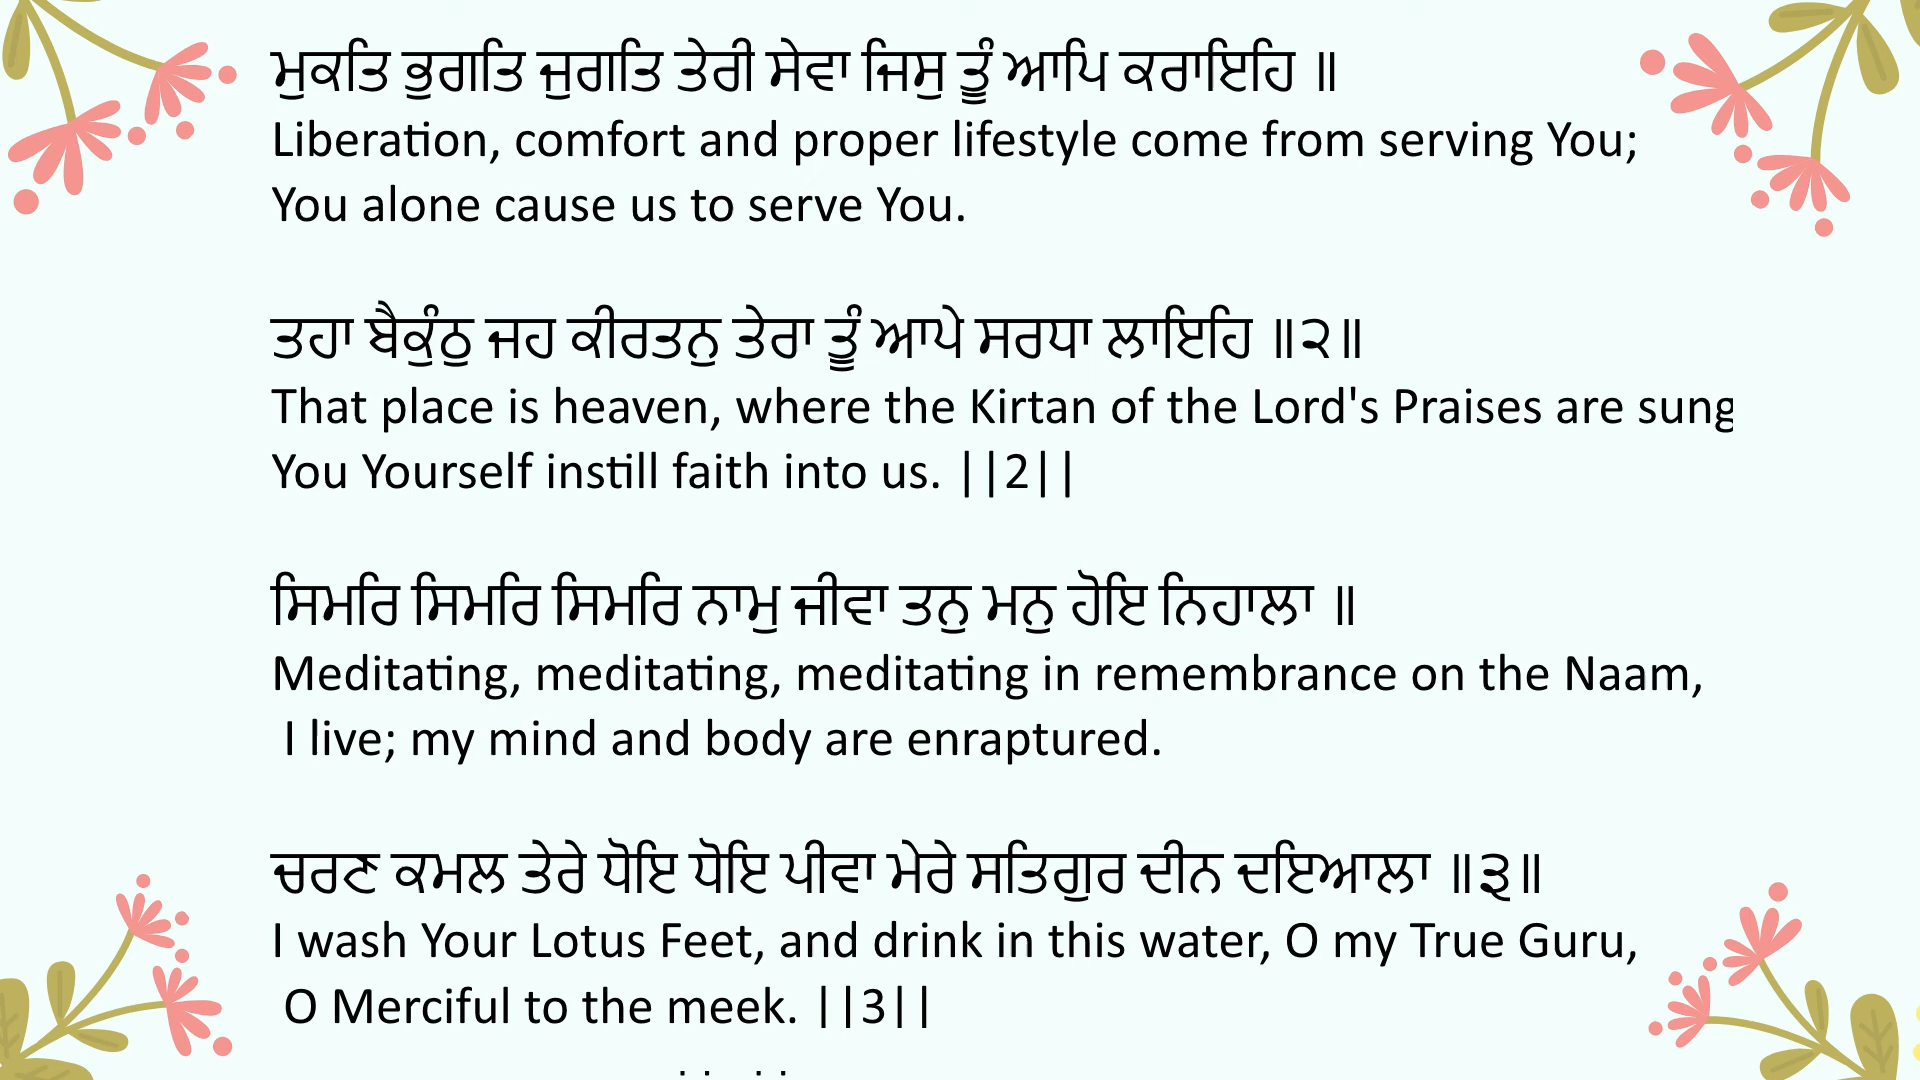 ਮੁਕਤਿ ਭੁਗਤਿ ਜੁਗਤਿ ਤੇਰੀ ਸੇਵਾ ਜਿਸੁ ਤੂੰ ਆਪਿ ਕਰਾਇਹਿ ॥
Liberation, comfort and proper lifestyle come from serving You;
You alone cause us to serve You.
ਤਹਾ ਬੈਕੁੰਠੁ ਜਹ ਕੀਰਤਨੁ ਤੇਰਾ ਤੂੰ ਆਪੇ ਸਰਧਾ ਲਾਇਹਿ ॥੨॥
That place is heaven, where the Kirtan of the Lord's Praises are sung
You Yourself instill faith into us. ||2||
ਸਿਮਰਿ ਸਿਮਰਿ ਸਿਮਰਿ ਨਾਮੁ ਜੀਵਾ ਤਨੁ ਮਨੁ ਹੋਇ ਨਿਹਾਲਾ ॥
Meditating, meditating, meditating in remembrance on the Naam,
I live; my mind and body are enraptured.
ਚਰਣ ਕਮਲ ਤੇਰੇ ਧੋਇ ਧੋਇ ਪੀਵਾ ਮੇਰੇ ਸਤਿਗੁਰ ਦੀਨ ਦਇਆਲਾ ॥੩॥
I wash Your Lotus Feet, and drink in this water, O my True Guru,
O Merciful to the meek. ||3||